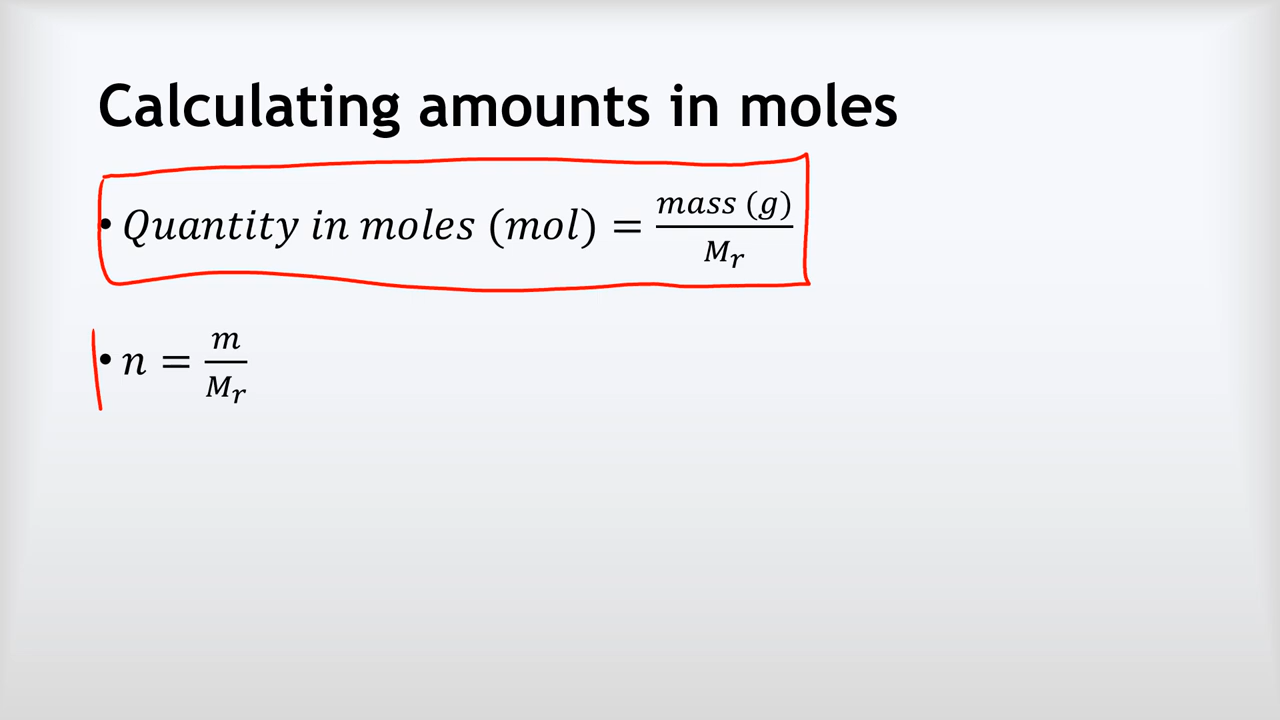 Calculating amounts in moles
• Quantity in moles (mol) = mass (g) / Mᵣ
• n = m / Mᵣ